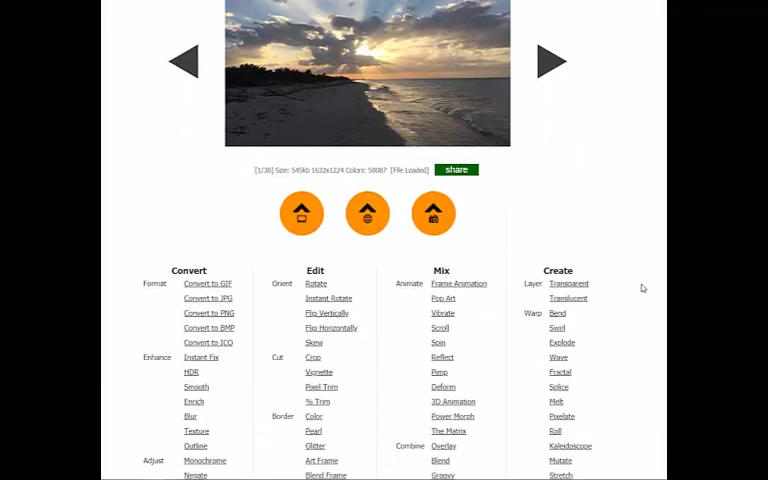 [1/30] Size: 545kb 1632x1224 Colors: 58087 [File Loaded] share
Convert Edit Mix Create
Format Convert to GIF Orient Rotate Animate Frame Animation Layer Transparent
Convert to JPG Instant Rotate Pop Art Translucent
Convert to PNG Flip Vertically Vibrate Warp Bend
Convert to BMP Flip Horizontally Scroll Swirl
Convert to ICO Skew Spin Explode
Enhance Instant Fix Cut Crop Reflect Wave
HDR Vignette Pimp Fractal
Smooth Pixel Trim Deform Splice
Enrich % Trim 3D Animation Melt
Blur Border Color Power Morph Pixelate
Texture Pearl The Matrix Roll
Outline Glitter Combine Overlay Kaleidoscope
Adjust Monochrome Art Frame Blend Mutate
Negate Blend Frame Groovy Stretch